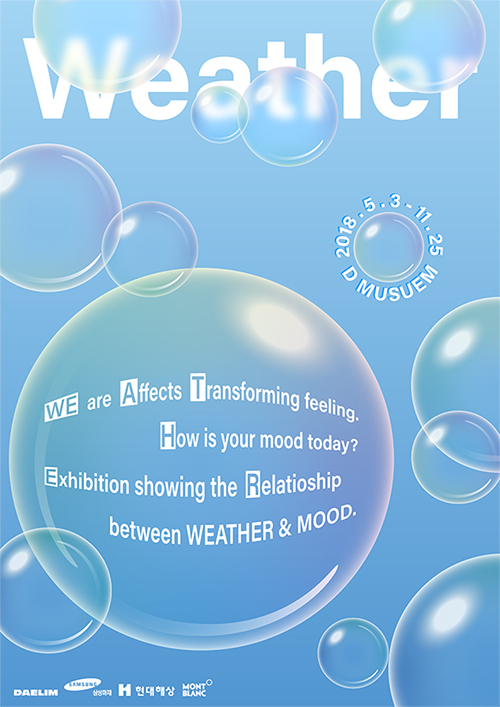 Weather
2018 . 5 . 3 - 11 . 25
D MUSUEM
WE are Affects Transforming feeling.
How is your mood today?
Exhibition showing the Relatioship
between WEATHER & MOOD.
DAELIM
SAMSUNG
삼성화재
현대해상
MONT
BLANC